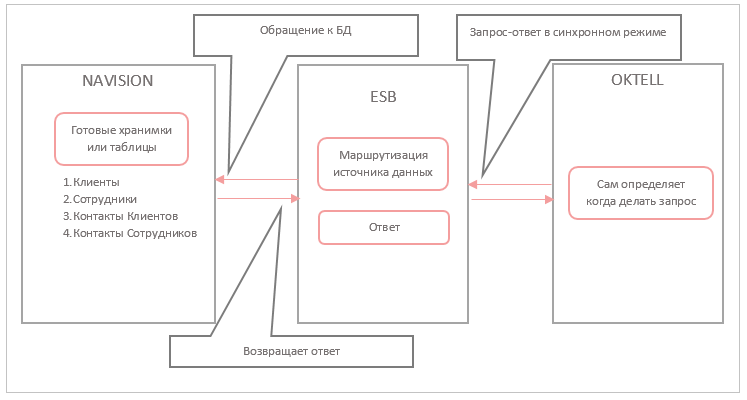 Обращение к БД
Запрос-ответ в синхронном режиме
NAVISION
Готовые хранимки
или таблицы
1.Клиенты
2.Сотрудники
3.Контакты Клиентов
4.Контакты Сотрудников
ESB
Маршрутизация
источника данных
Ответ
OKTELL
Сам определяет
когда делать запрос
Возвращает ответ